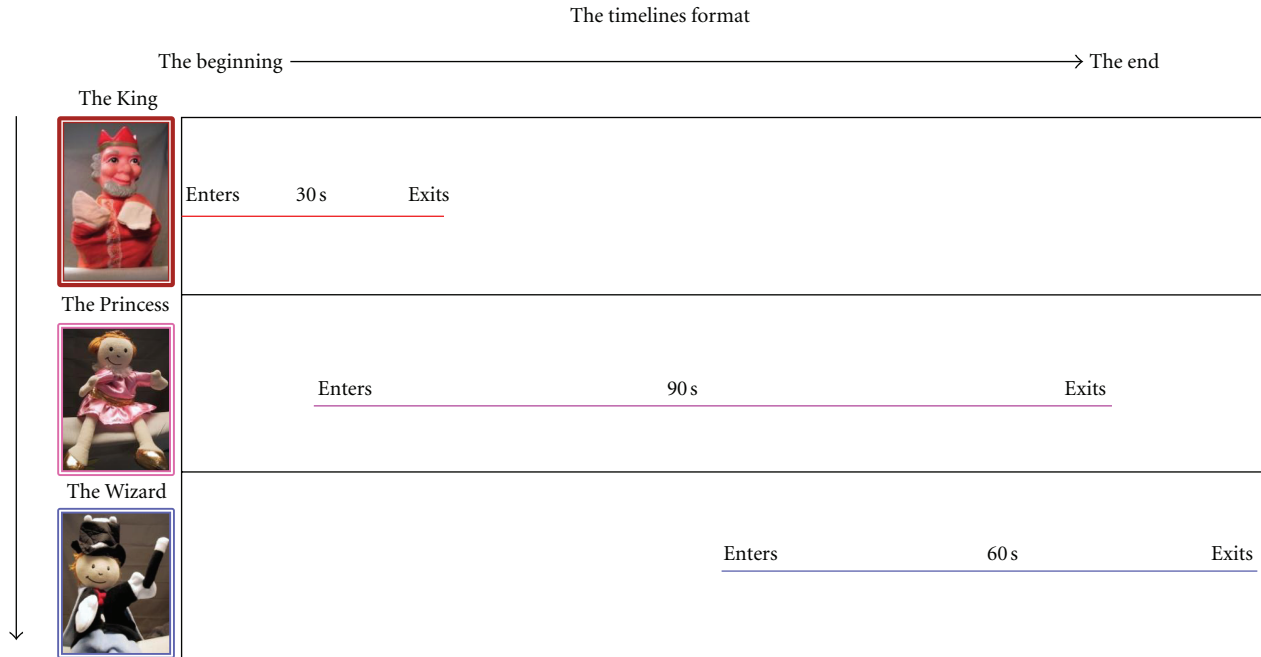 The timelines format
The beginning The end
The King
Enters 30 s Exits
The Princess
Enters 90 s Exits
The Wizard
Enters 60 s Exits